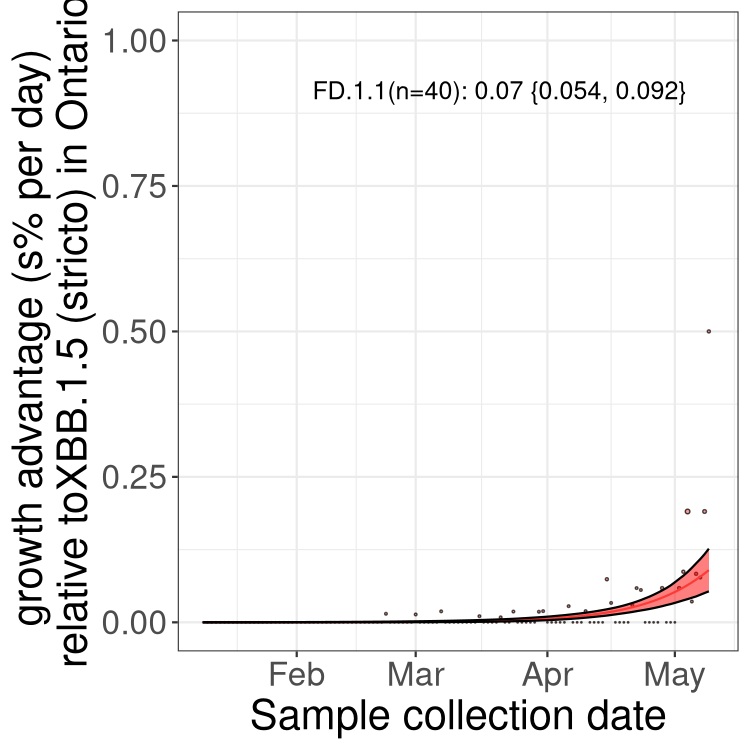 growth advantage (s% per day)
relative toXBB.1.5 (stricto) in Ontario
1.00
0.75
0.50
0.25
0.00
FD.1.1(n=40): 0.07 {0.054, 0.092}
Feb
Mar
Apr
May
Sample collection date